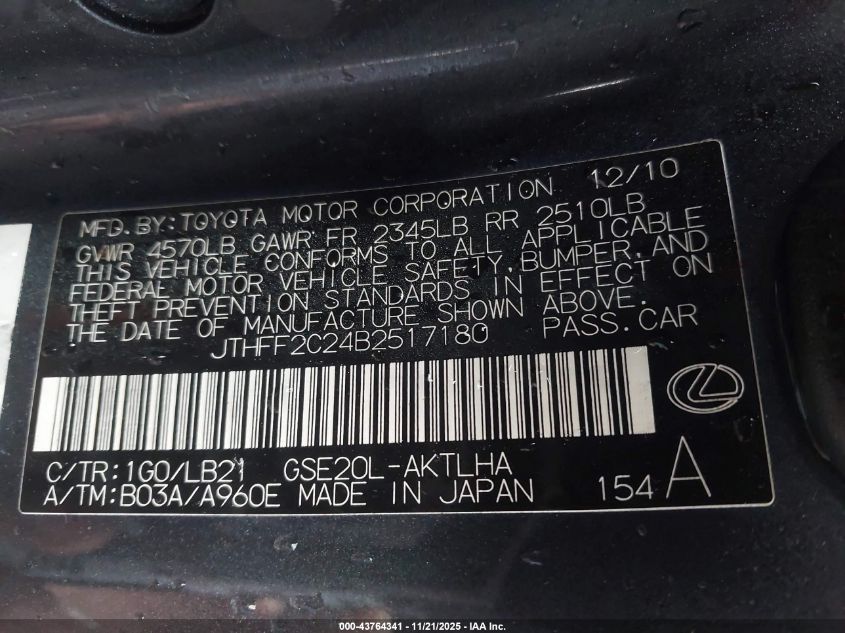 MFD.BY:TOYOTA MOTOR CORPORATION 12/10
GVWR 4570LB GAWR FR 2345LB RR 2510LB
THIS VEHICLE CONFORMS TO ALL APPLICABLE
FEDERAL MOTOR VEHICLE SAFETY,BUMPER,AND
THEFT PREVENTION STANDARDS IN EFFECT ON
THE DATE OF MANUFACTURE SHOWN ABOVE.
JTHFF2C24B2517180 PASS.CAR
C/TR:1G0/LB21 GSE20L-AKTLHA
A/TM:B03A/A960E MADE IN JAPAN 154 A
000-43764341 - 11/21/2025 - IAA Inc.